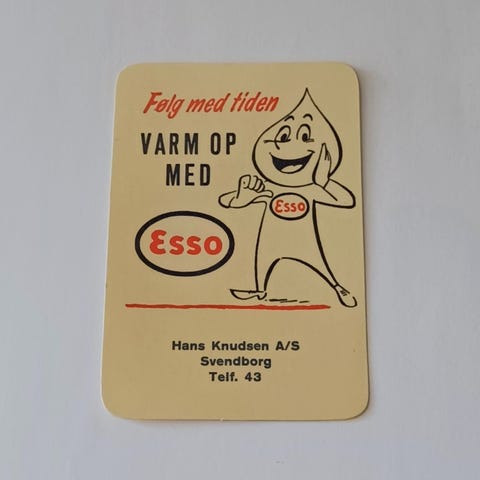 Følg med tiden
VARM OP
MED
Esso
Esso
Hans Knudsen A/S
Svendborg
Telf. 43